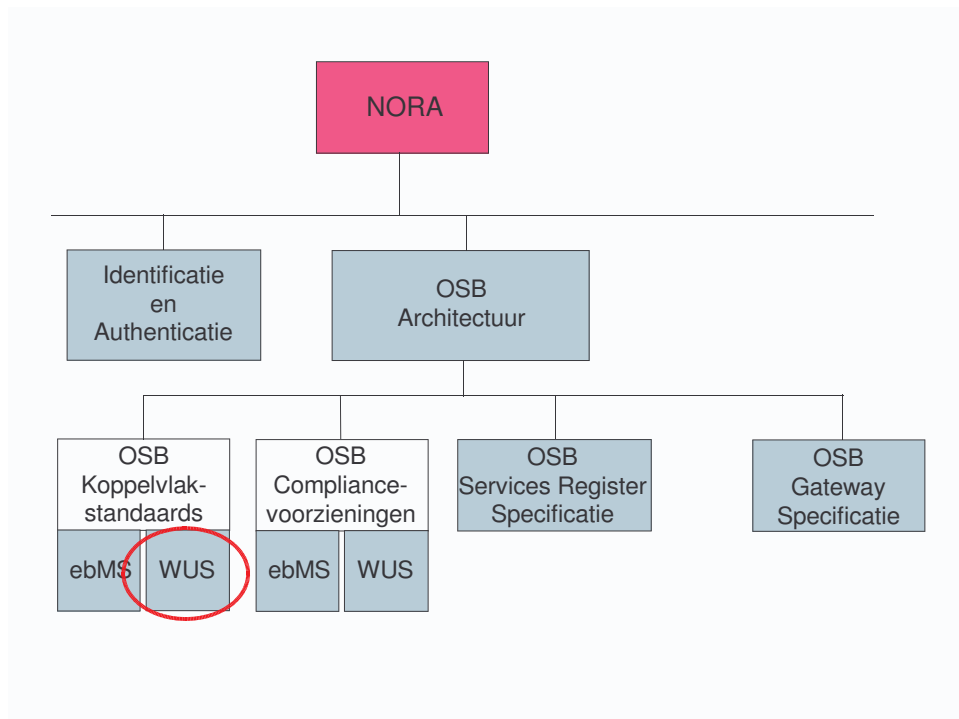 NORA
Identificatie
en
Authenticatie
OSB
Architectuur
OSB
Koppelvlak-
standaards
ebMS
WUS
OSB
Compliance-
voorzieningen
ebMS
WUS
OSB
Services Register
Specificatie
OSB
Gateway
Specificatie